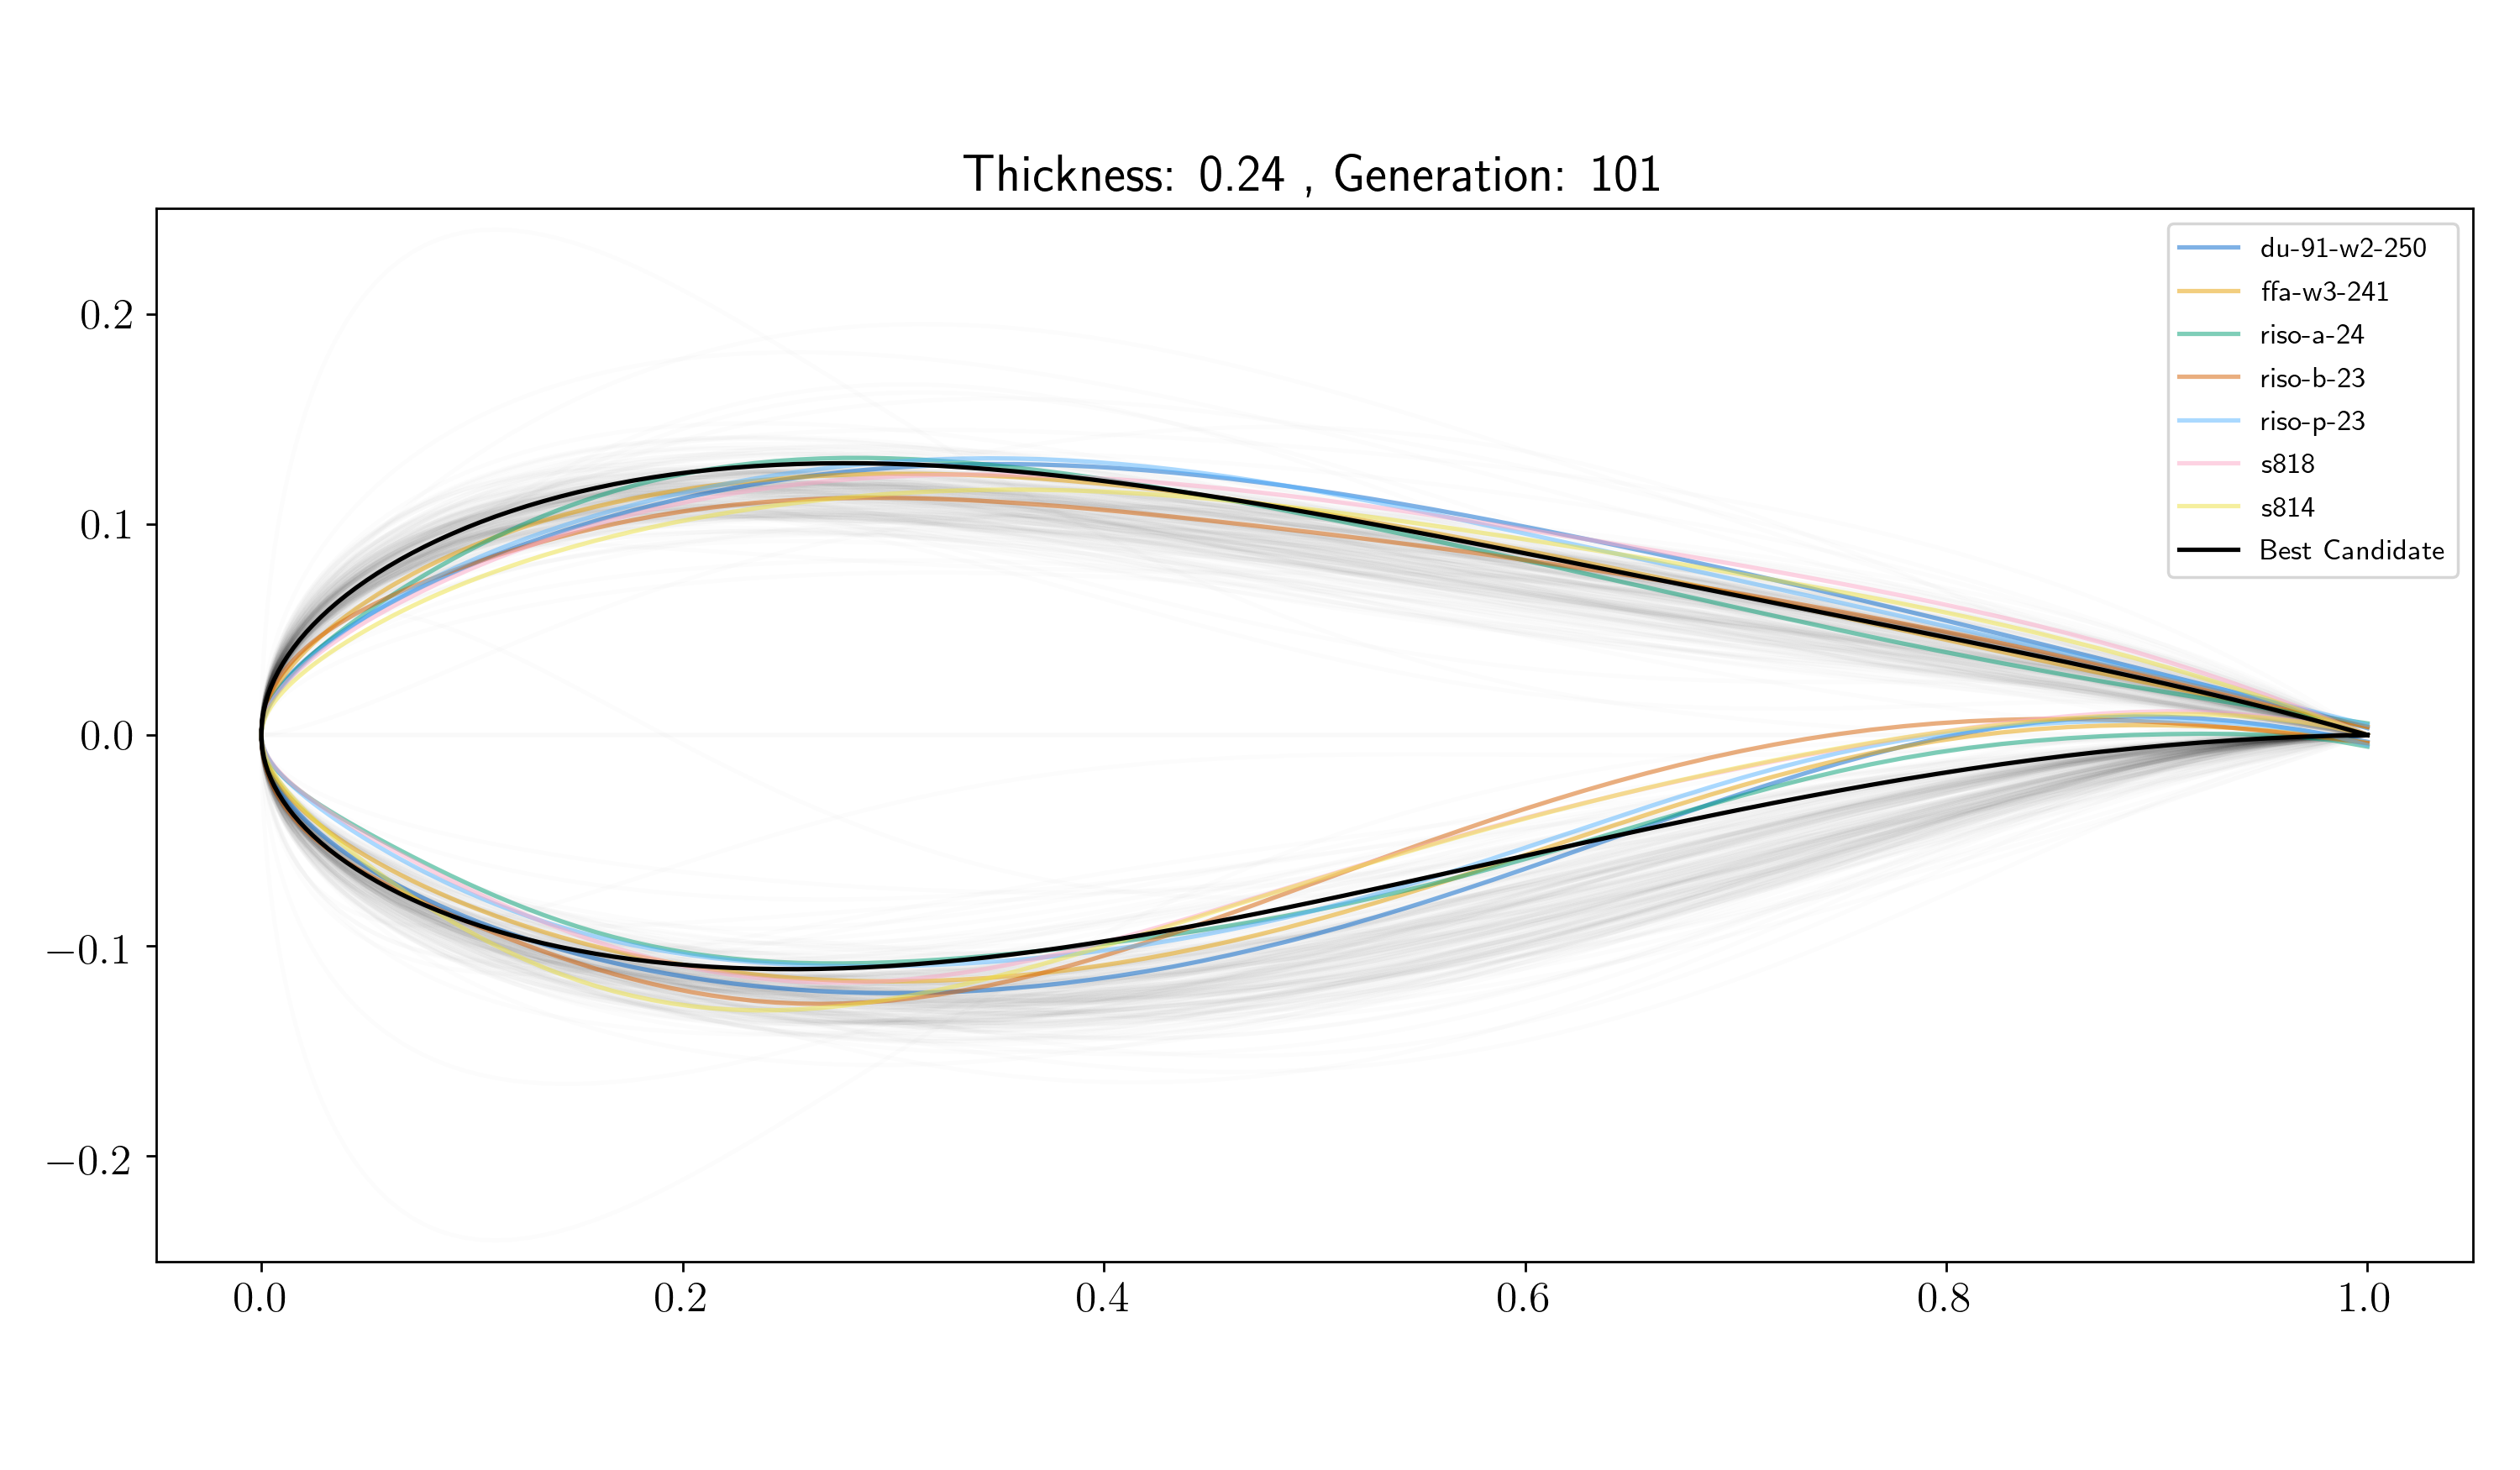 Thickness: 0.24 , Generation: 101
du-91-w2-250
ffa-w3-241
riso-a-24
riso-b-23
riso-p-23
s818
s814
Best Candidate
0.2
0.1
0.0
−0.1
−0.2
0.0 0.2 0.4 0.6 0.8 1.0